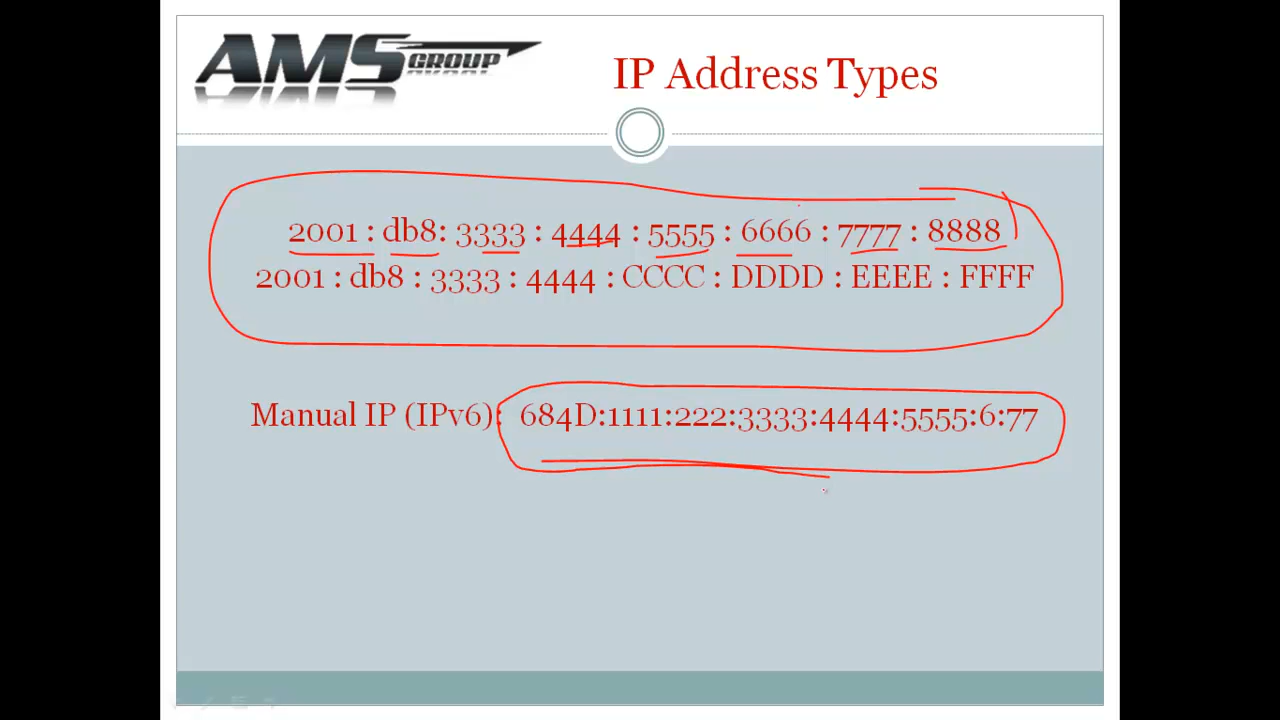 AMS GROUP
IP Address Types
2001 : db8: 3333 : 4444 : 5555 : 6666 : 7777 : 8888
2001 : db8 : 3333 : 4444 : CCCC : DDDD : EEEE : FFFF
Manual IP (IPv6): 684D:1111:222:3333:4444:5555:6:77